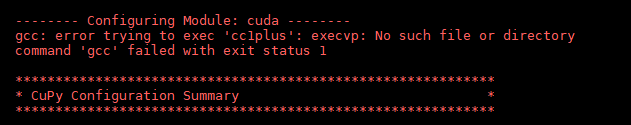 -------- Configuring Module: cuda --------
gcc: error trying to exec 'cc1plus': execvp: No such file or directory
command 'gcc' failed with exit status 1
************************************************************
* CuPy Configuration Summary                               *
************************************************************